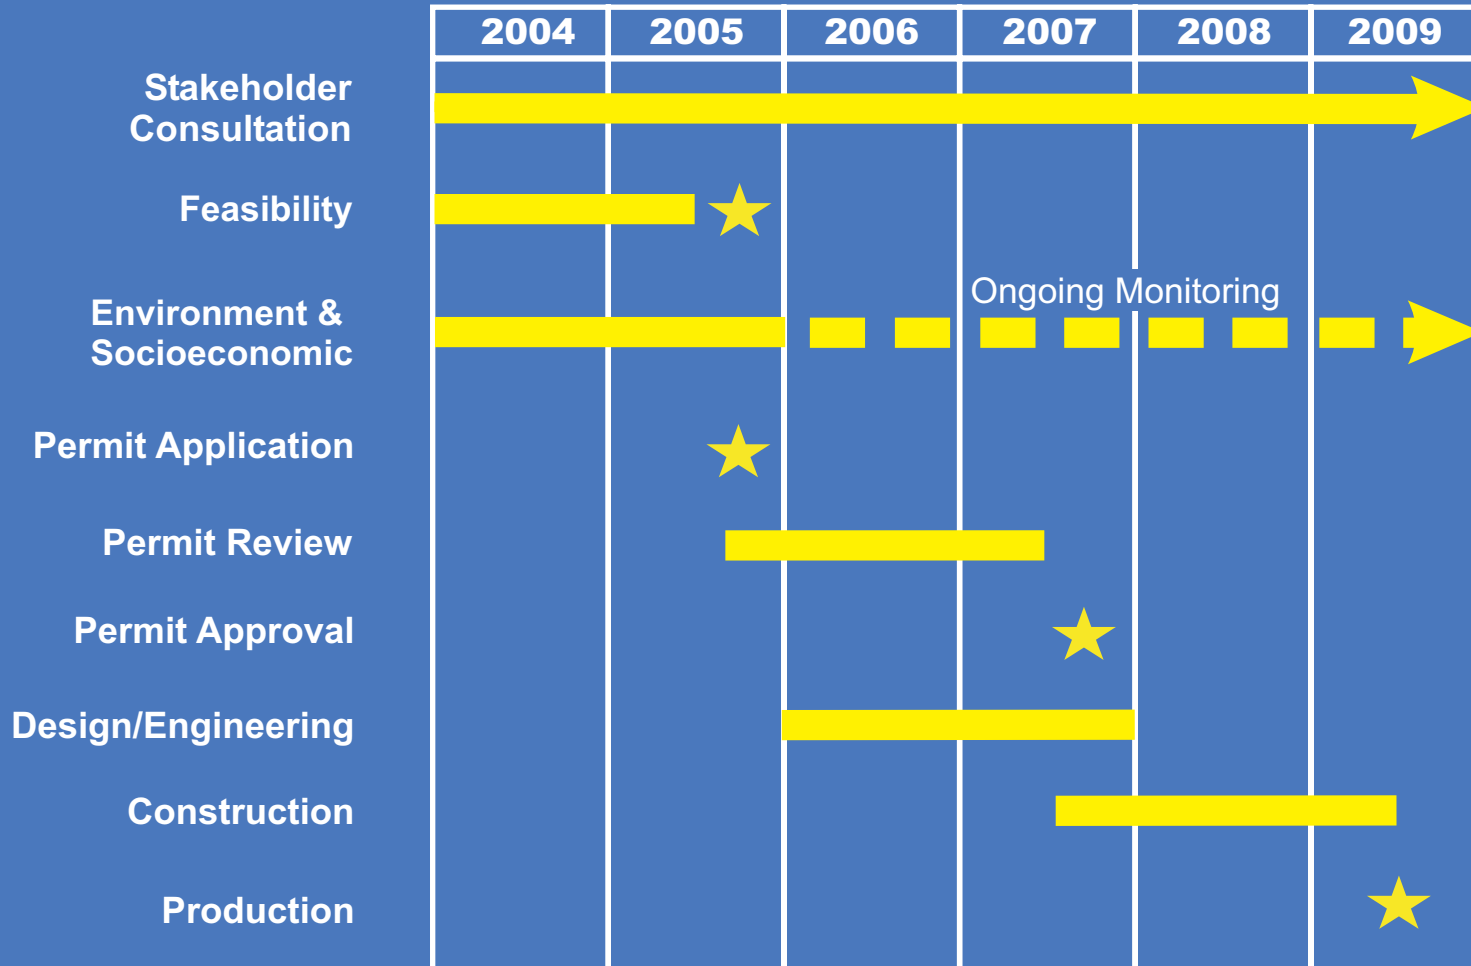 2004 2005 2006 2007 2008 2009
Stakeholder
Consultation
Feasibility
Ongoing Monitoring
Environment &
Socioeconomic
Permit Application
Permit Review
Permit Approval
Design/Engineering
Construction
Production